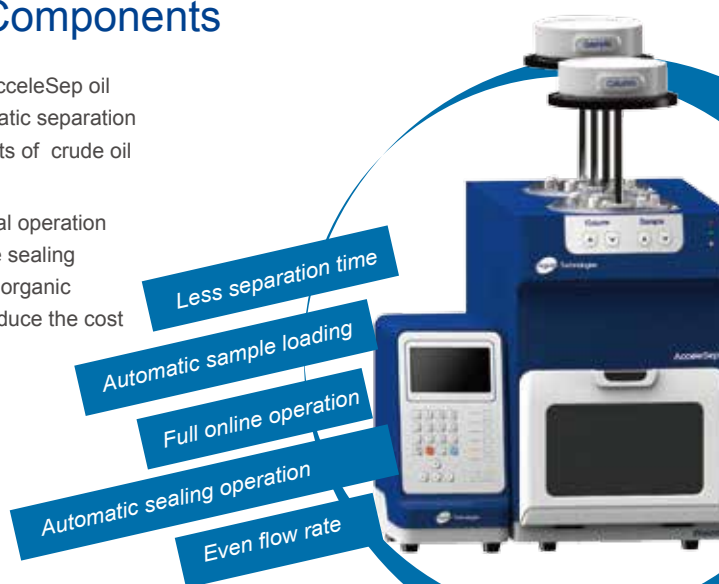 Components
cceleSep oil
atic separation
ts of crude oil
al operation
e sealing
organic
duce the cost
Less separation time
Automatic sample loading
Full online operation
Automatic sealing operation
Even flow rate
Sample
Column
Column Sample
Technologies
AcceleSep
Technologies